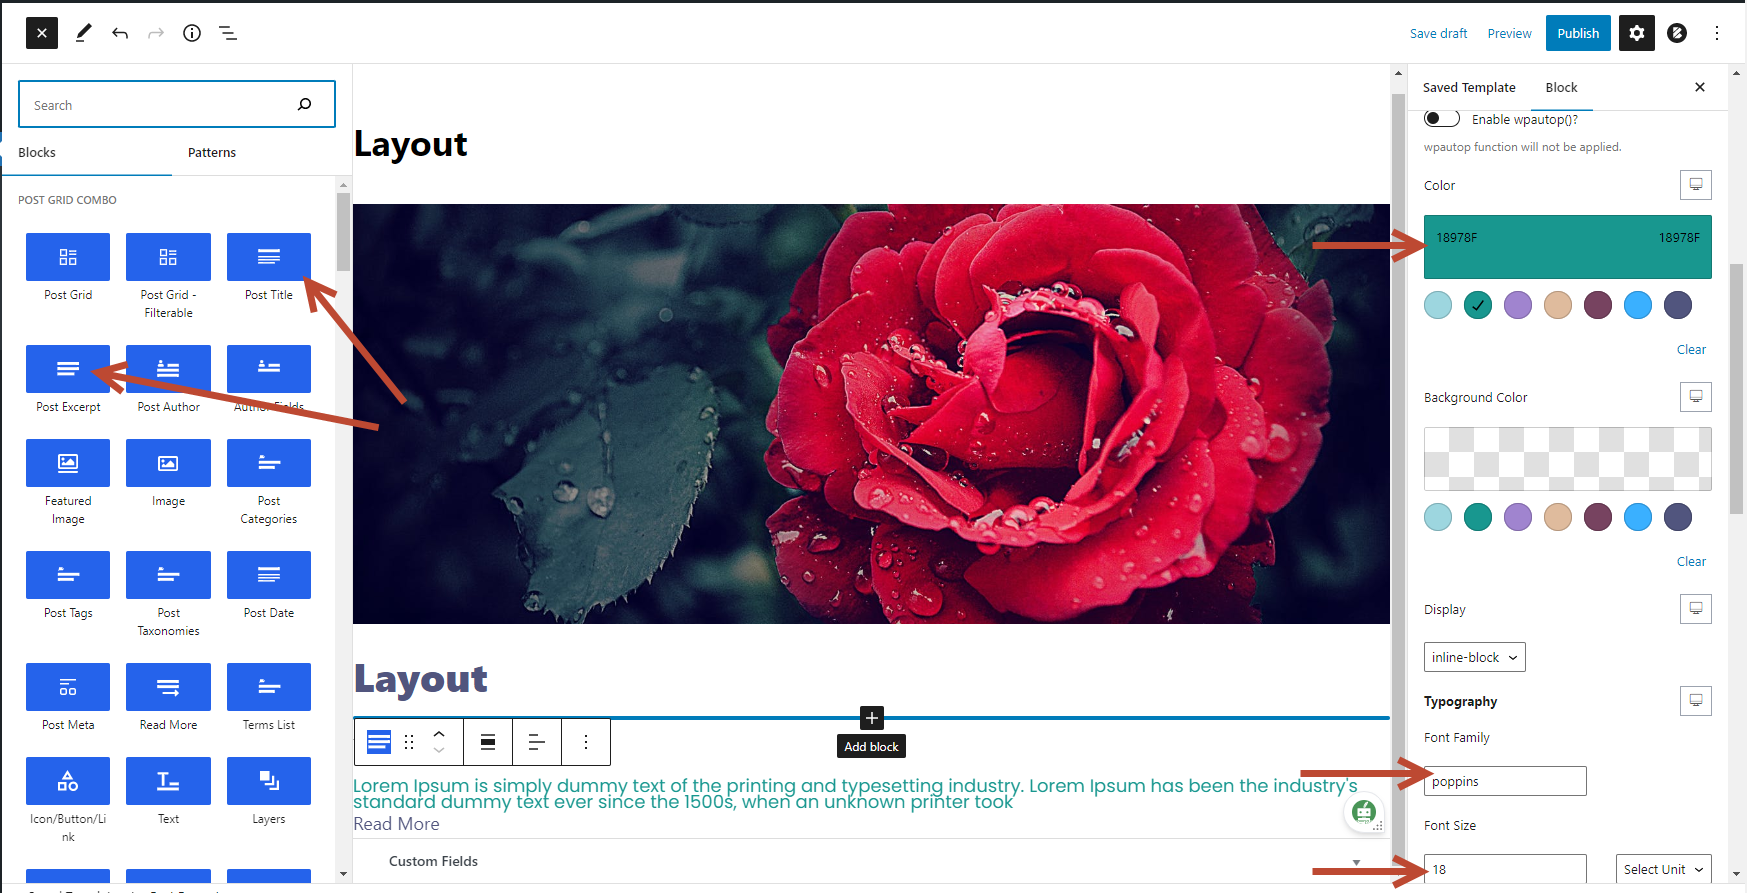 Save draft
Preview
Publish
Search
Blocks
Patterns
POST GRID COMBO
Post Grid
Post Grid -
Filterable
Post Title
Post Excerpt
Post Author
Author Fields
Featured
Image
Image
Post
Categories
Post Tags
Post
Taxonomies
Post Date
Post Meta
Read More
Terms List
Icon/Button/Li
nk
Text
Layers
Layout
Layout
Add block
Lorem Ipsum is simply dummy text of the printing and typesetting industry. Lorem Ipsum has been the industry's
standard dummy text ever since the 1500s, when an unknown printer took
Read More
Custom Fields
Saved Template
Block
Enable wpautop()?
wpautop function will not be applied.
Color
18978F
18978F
Clear
Background Color
Clear
Display
inline-block
Typography
Font Family
poppins
Font Size
18
Select Unit